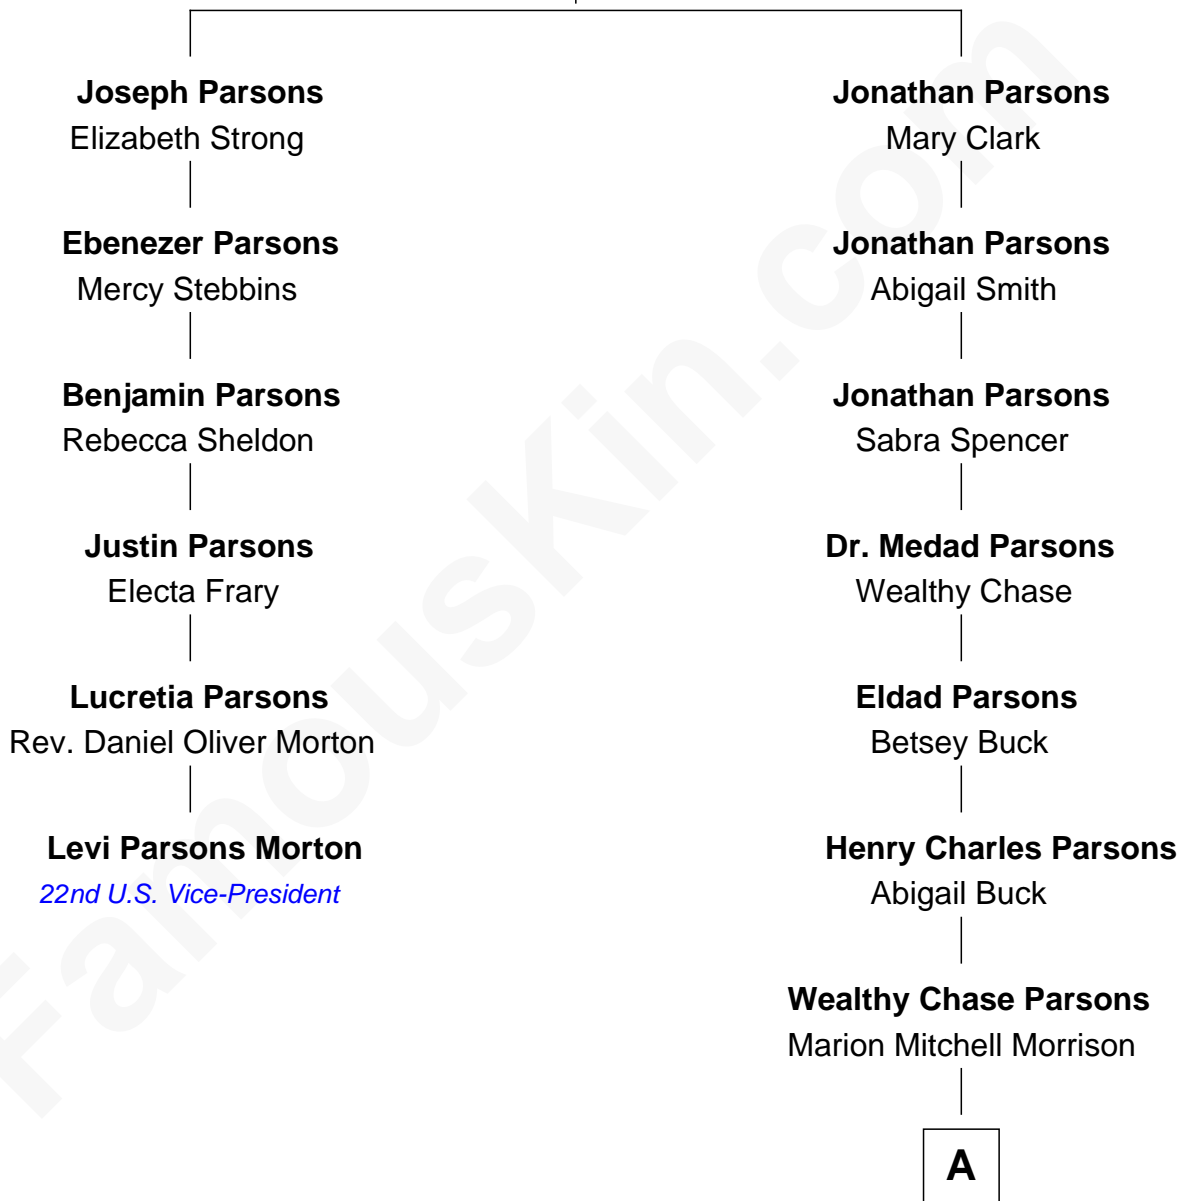 Joseph Parsons
Elizabeth Strong
Ebenezer Parsons
Mercy Stebbins
Benjamin Parsons
Rebecca Sheldon
Justin Parsons
Electa Frary
Lucretia Parsons
Rev. Daniel Oliver Morton
Levi Parsons Morton
22nd U.S. Vice-President
Jonathan Parsons
Mary Clark
Jonathan Parsons
Abigail Smith
Jonathan Parsons
Sabra Spencer
Dr. Medad Parsons
Wealthy Chase
Eldad Parsons
Betsey Buck
Henry Charles Parsons
Abigail Buck
Wealthy Chase Parsons
Marion Mitchell Morrison
A
FamousKin.com